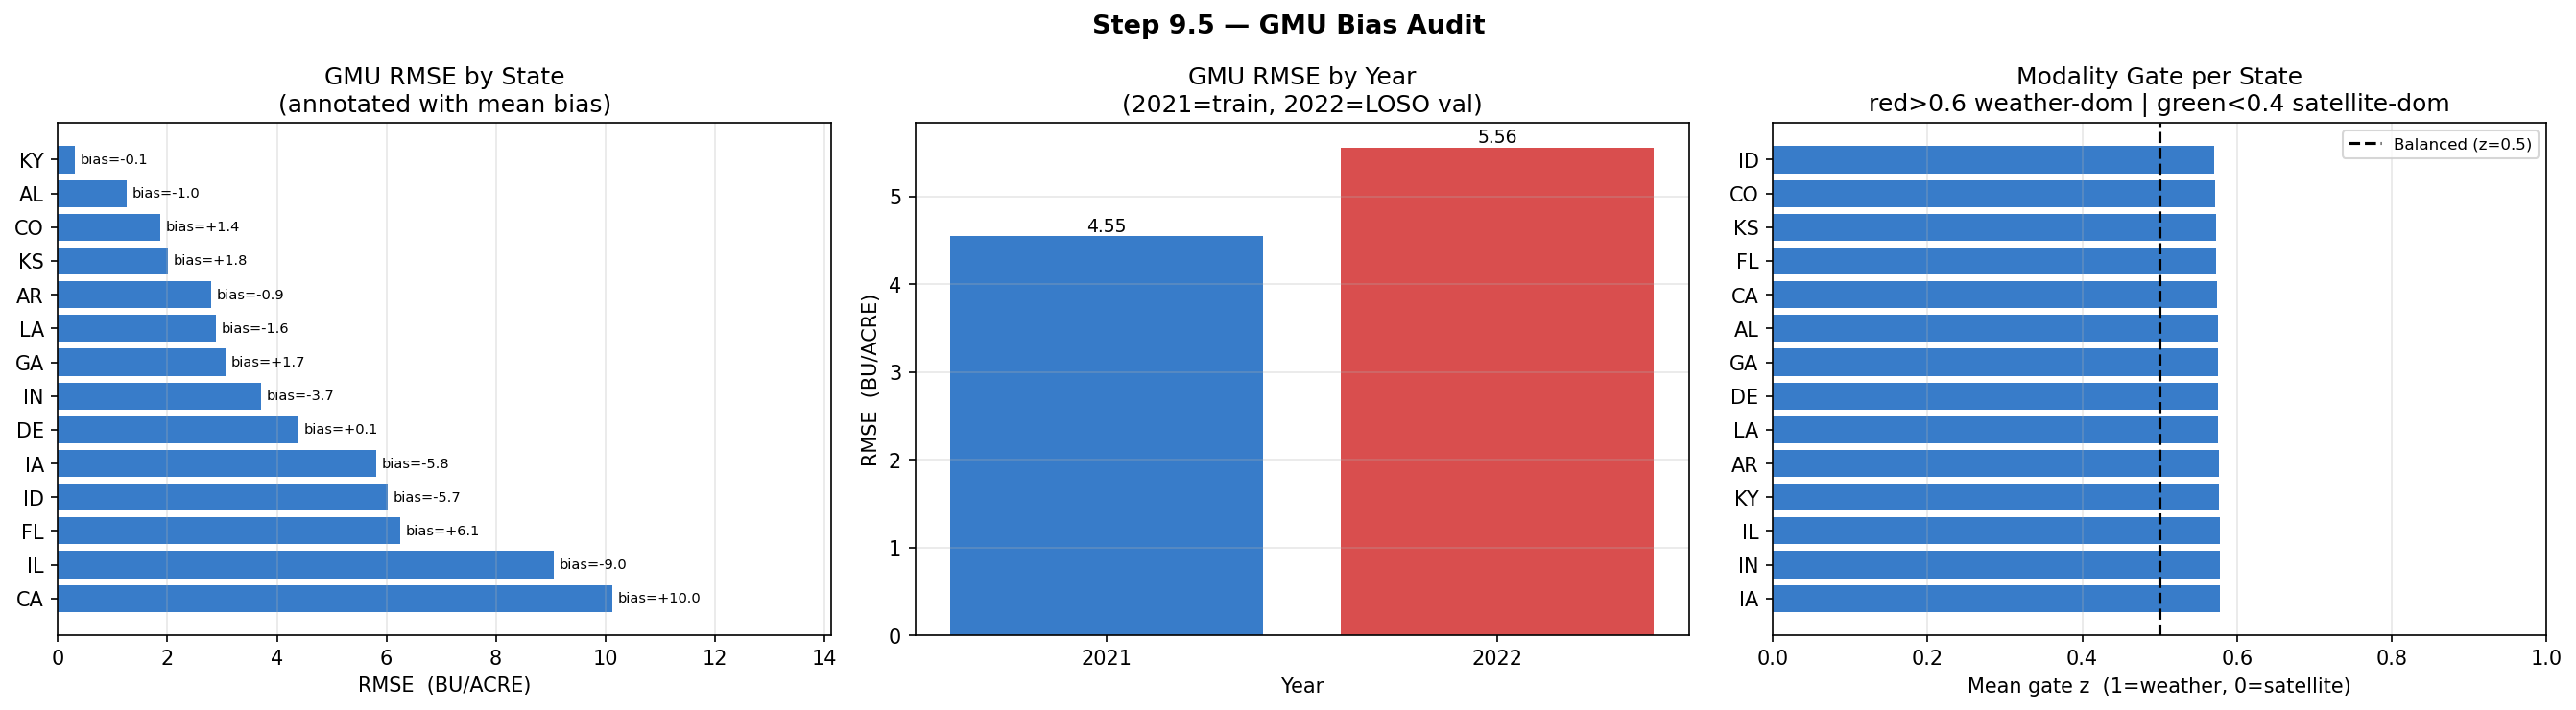 Step 9.5 — GMU Bias Audit
GMU RMSE by State
(annotated with mean bias)
KY
bias=-0.1
AL
bias=-1.0
CO
bias=+1.4
KS
bias=+1.8
AR
bias=-0.9
LA
bias=-1.6
GA
bias=+1.7
IN
bias=-3.7
DE
bias=+0.1
IA
bias=-5.8
ID
bias=-5.7
FL
bias=+6.1
IL
bias=-9.0
CA
bias=+10.0
0 2 4 6 8 10 12 14
RMSE (BU/ACRE)
GMU RMSE by Year
(2021=train, 2022=LOSO val)
RMSE (BU/ACRE)
5
4
3
2
1
0
4.55
5.56
2021 2022
Year
Modality Gate per State
red>0.6 weather-dom | green<0.4 satellite-dom
Balanced (z=0.5)
ID
CO
KS
FL
CA
AL
GA
DE
LA
AR
KY
IL
IN
IA
0.0 0.2 0.4 0.6 0.8 1.0
Mean gate z (1=weather, 0=satellite)